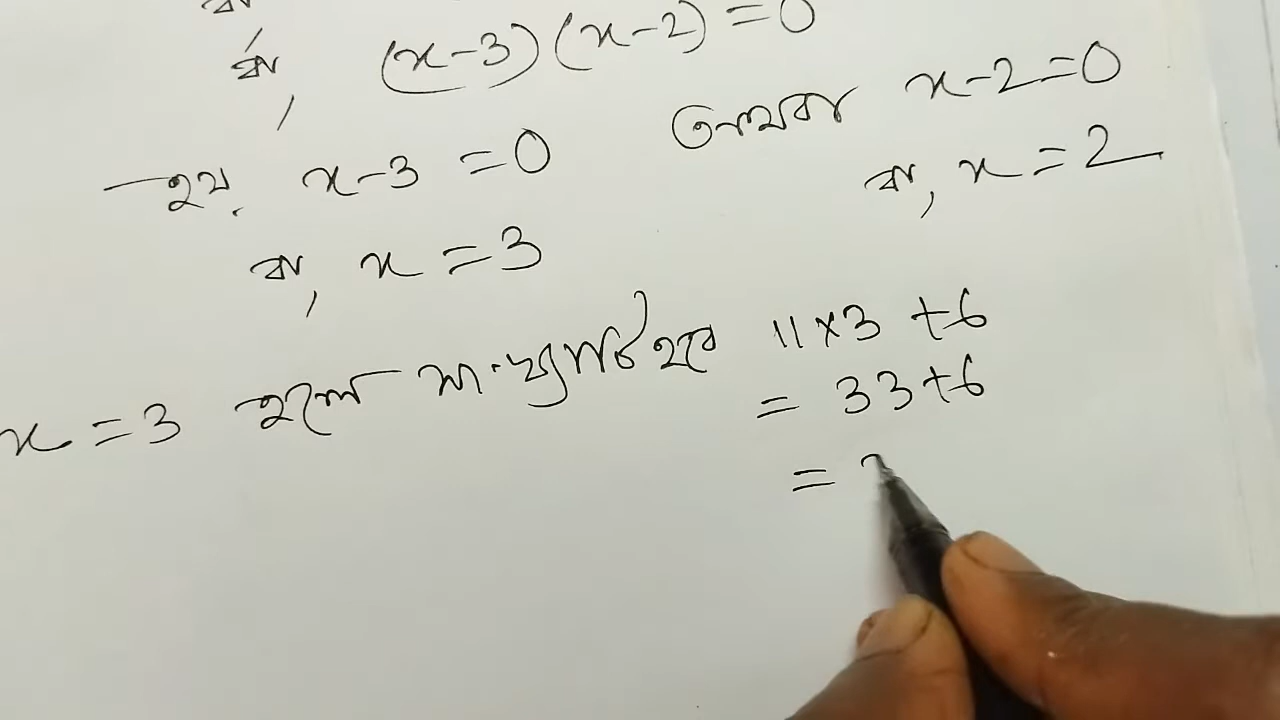 বা,
বা, (x-3)(x-2)=0
হয়, x-3=0 অথবা x-2=0
বা, x=3 বা, x=2
x=3 হলে সংখ্যাটি হবে 11×3+6
= 33+6
=